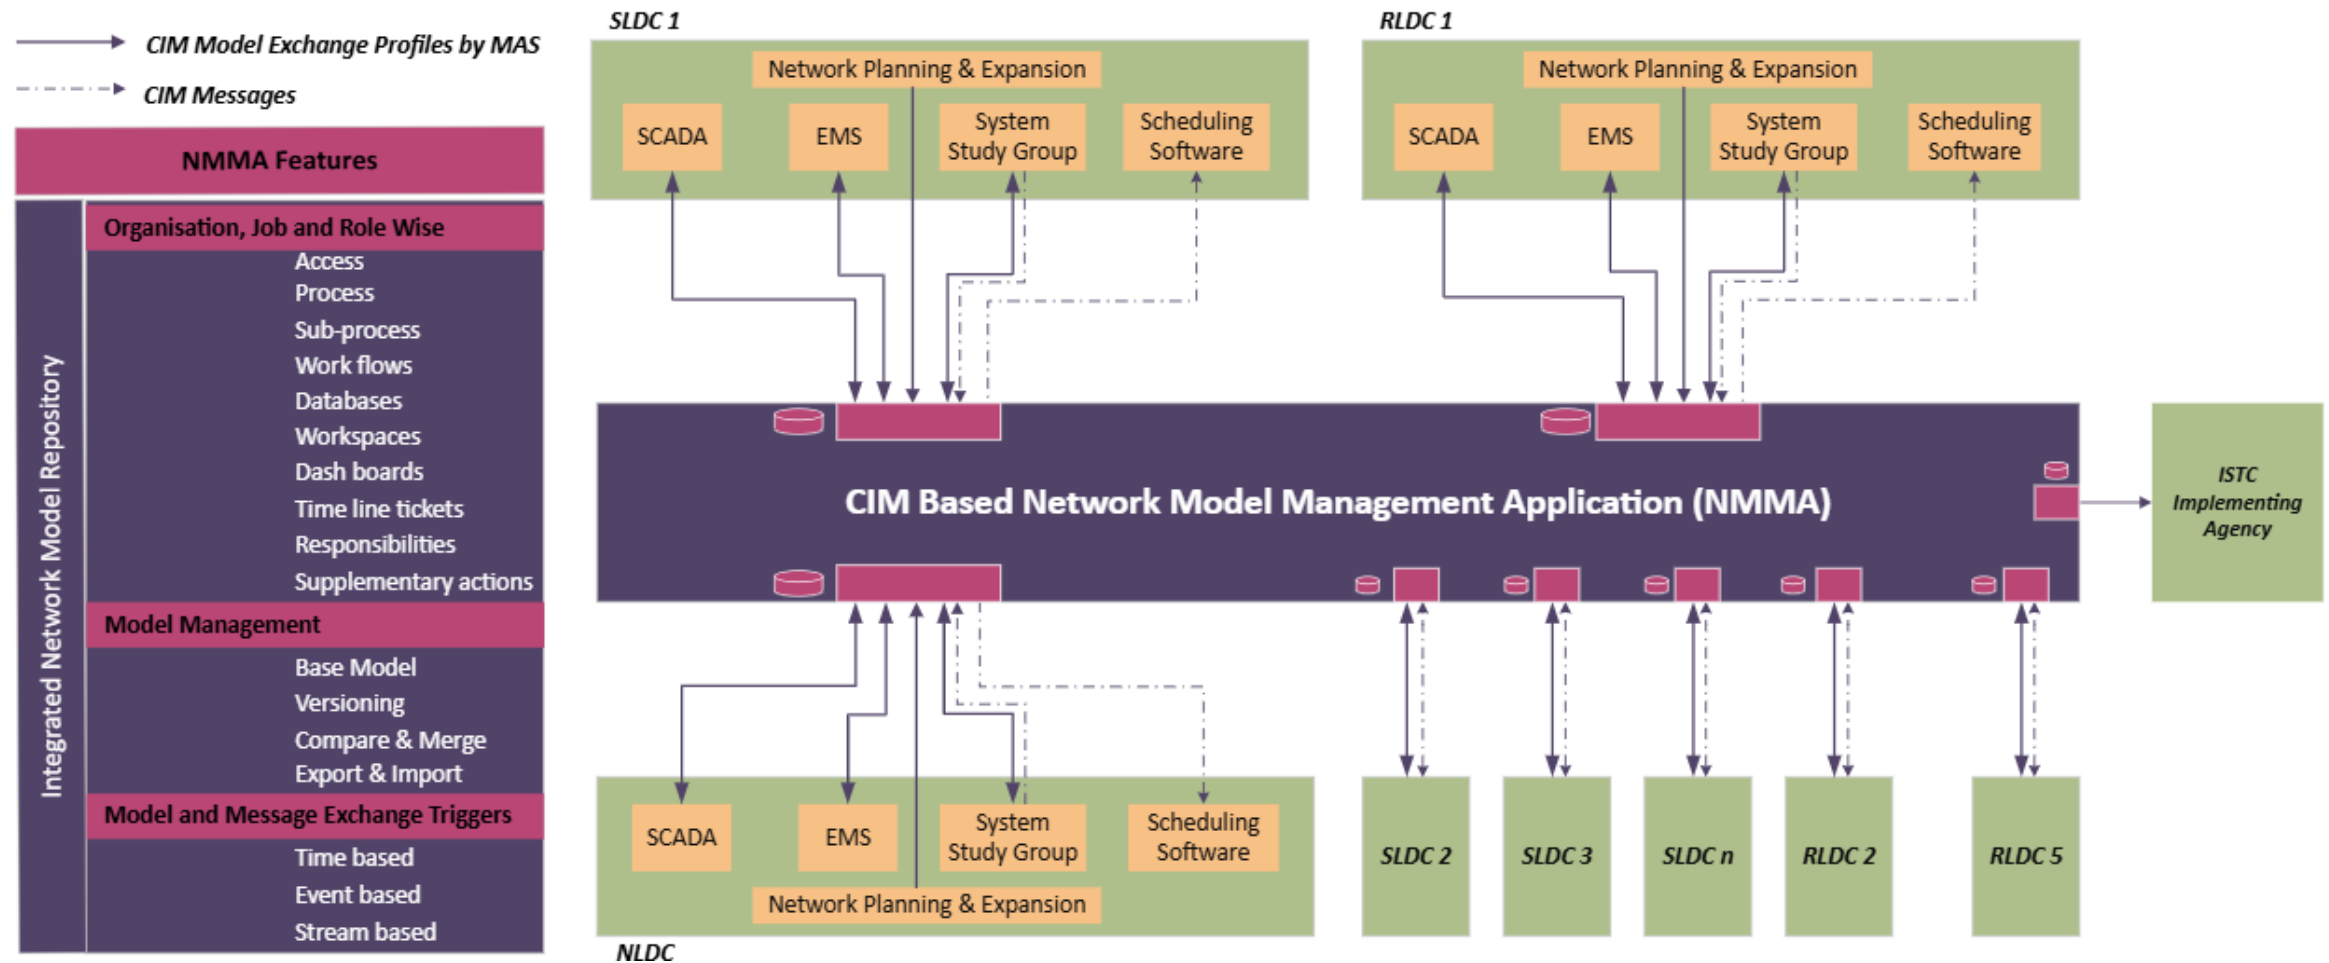 CIM Model Exchange Profiles by MAS
CIM Messages
NMMA Features
Integrated Network Model Repository
Organisation, Job and Role Wise
Access
Process
Sub-process
Work flows
Databases
Workspaces
Dash boards
Time line tickets
Responsibilities
Supplementary actions
Model Management
Base Model
Versioning
Compare & Merge
Export & Import
Model and Message Exchange Triggers
Time based
Event based
Stream based
SLDC 1
Network Planning & Expansion
SCADA
EMS
System
Study Group
Scheduling
Software
RLDC 1
Network Planning & Expansion
SCADA
EMS
System
Study Group
Scheduling
Software
CIM Based Network Model Management Application (NMMA)
ISTC
Implementing
Agency
SCADA
EMS
System
Study Group
Scheduling
Software
Network Planning & Expansion
NLDC
SLDC 2
SLDC 3
SLDC n
RLDC 2
RLDC 5